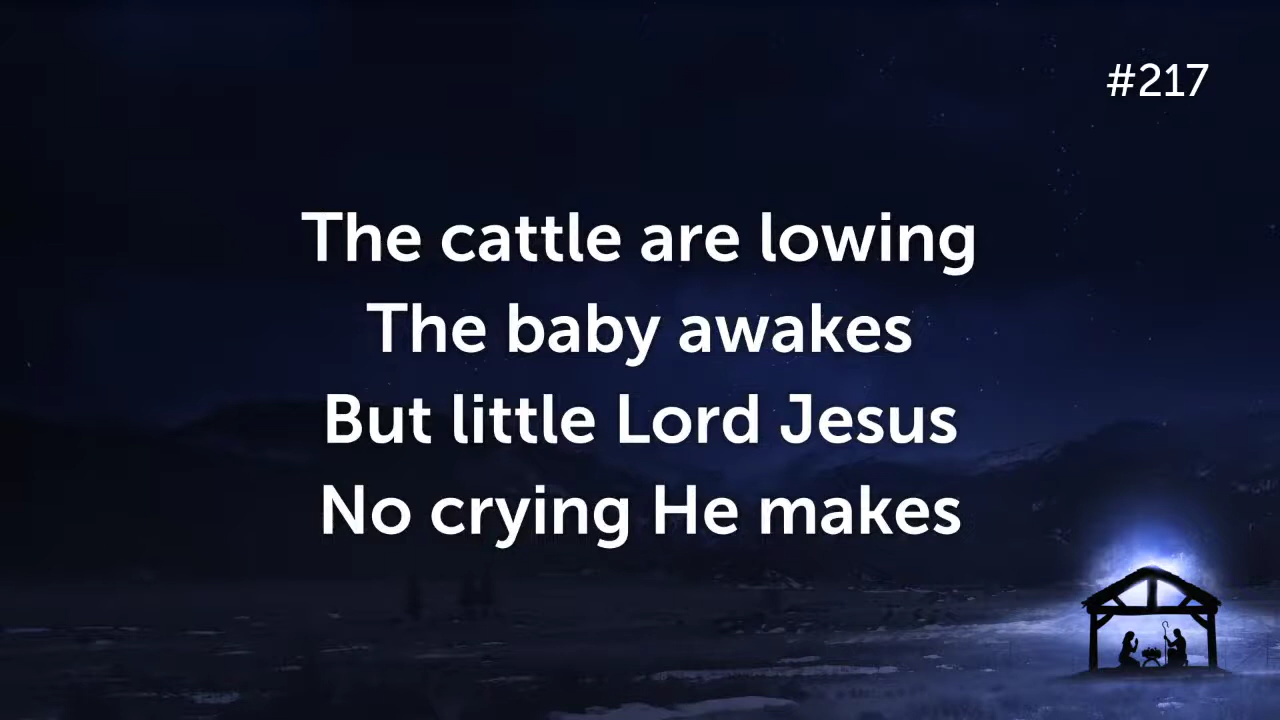 #217
The cattle are lowing
The baby awakes
But little Lord Jesus
No crying He makes